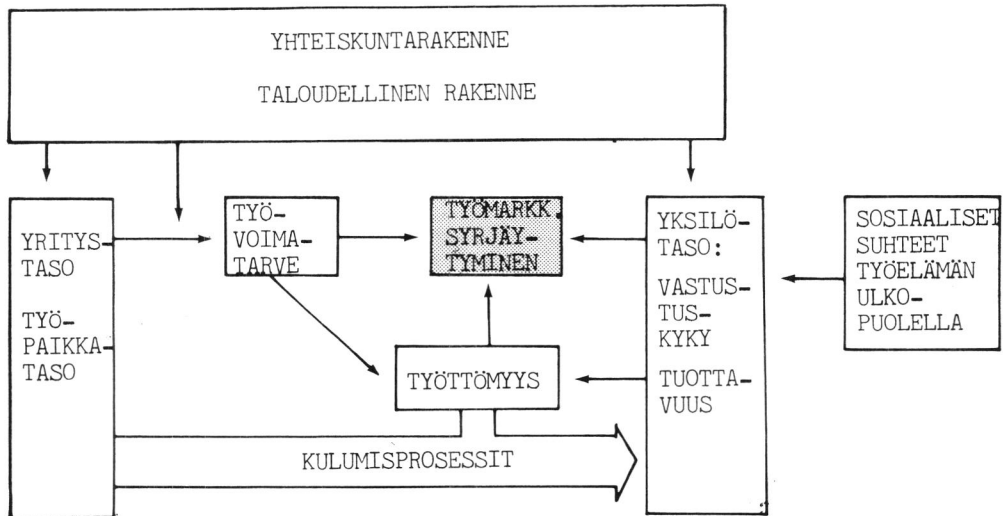 YHTEISKUNTARAKENNE
TALOUDELLINEN RAKENNE
YRITYS-
TASO
TYÖ-
PAIKKA-
TASO
TYÖ-
VOIMA-
TARVE
TYÖMARKK.
SYRJÄY-
TYMINEN
TYÖTTÖMYYS
KULUMISPROSESSIT
YKSILÖ-
TASO:
VASTUS-
TUS-
KYKY
TUOTTA-
VUUS
SOSIAALISET
SUHTEET
TYÖELÄMÄN
ULKO-
PUOLELLA